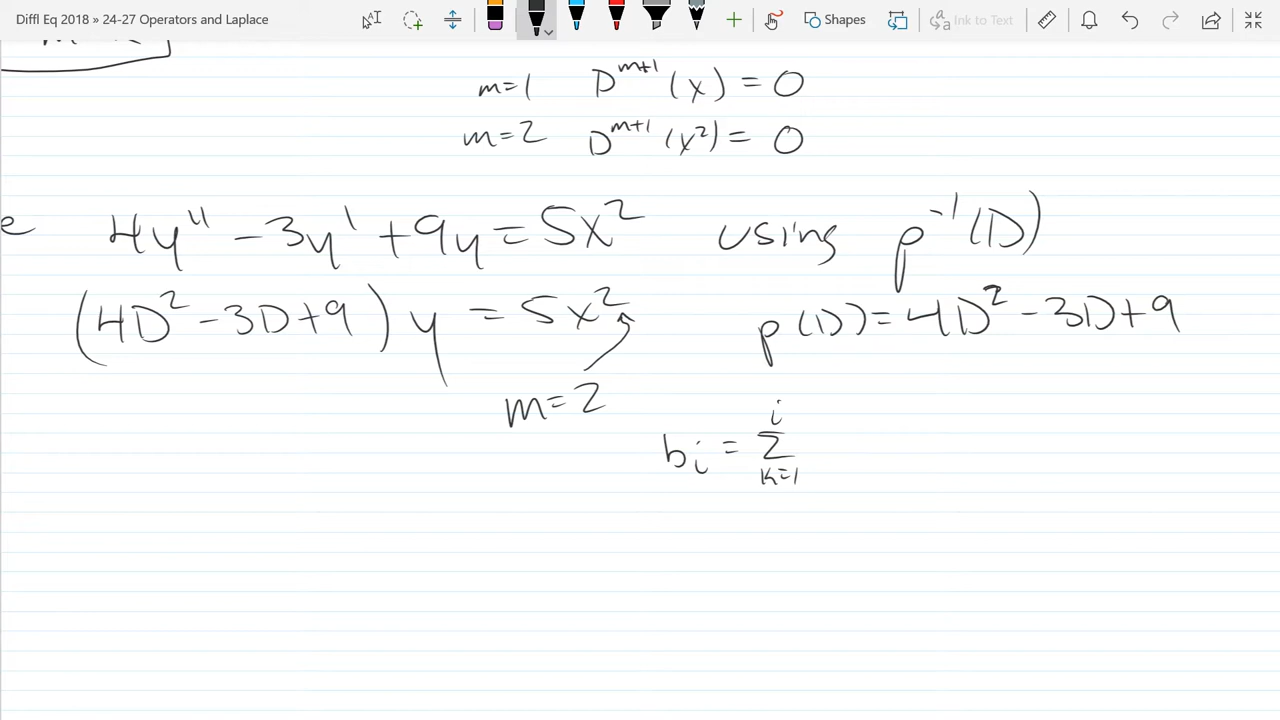 Diffl Eq 2018 » 24-27 Operators and Laplace
Shapes
Ink to Text
m=1 D^{m+1} (x) = 0
m=2 D^{m+1} (x²) = 0
e 4y'' - 3y' + 9y = 5x² using p^{-1}(D)
(4D² - 3D + 9) y = 5x² p(D) = 4D² - 3D + 9
m=2
b_i = Σ_{k=1}^{i}